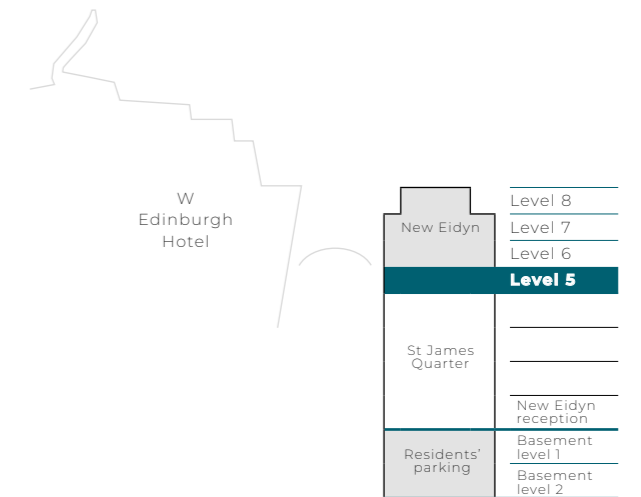 W
Edinburgh
Hotel
New Eidyn
Level 8
Level 7
Level 6
Level 5
St James
Quarter
New Eidyn
reception
Residents'
parking
Basement
level 1
Basement
level 2